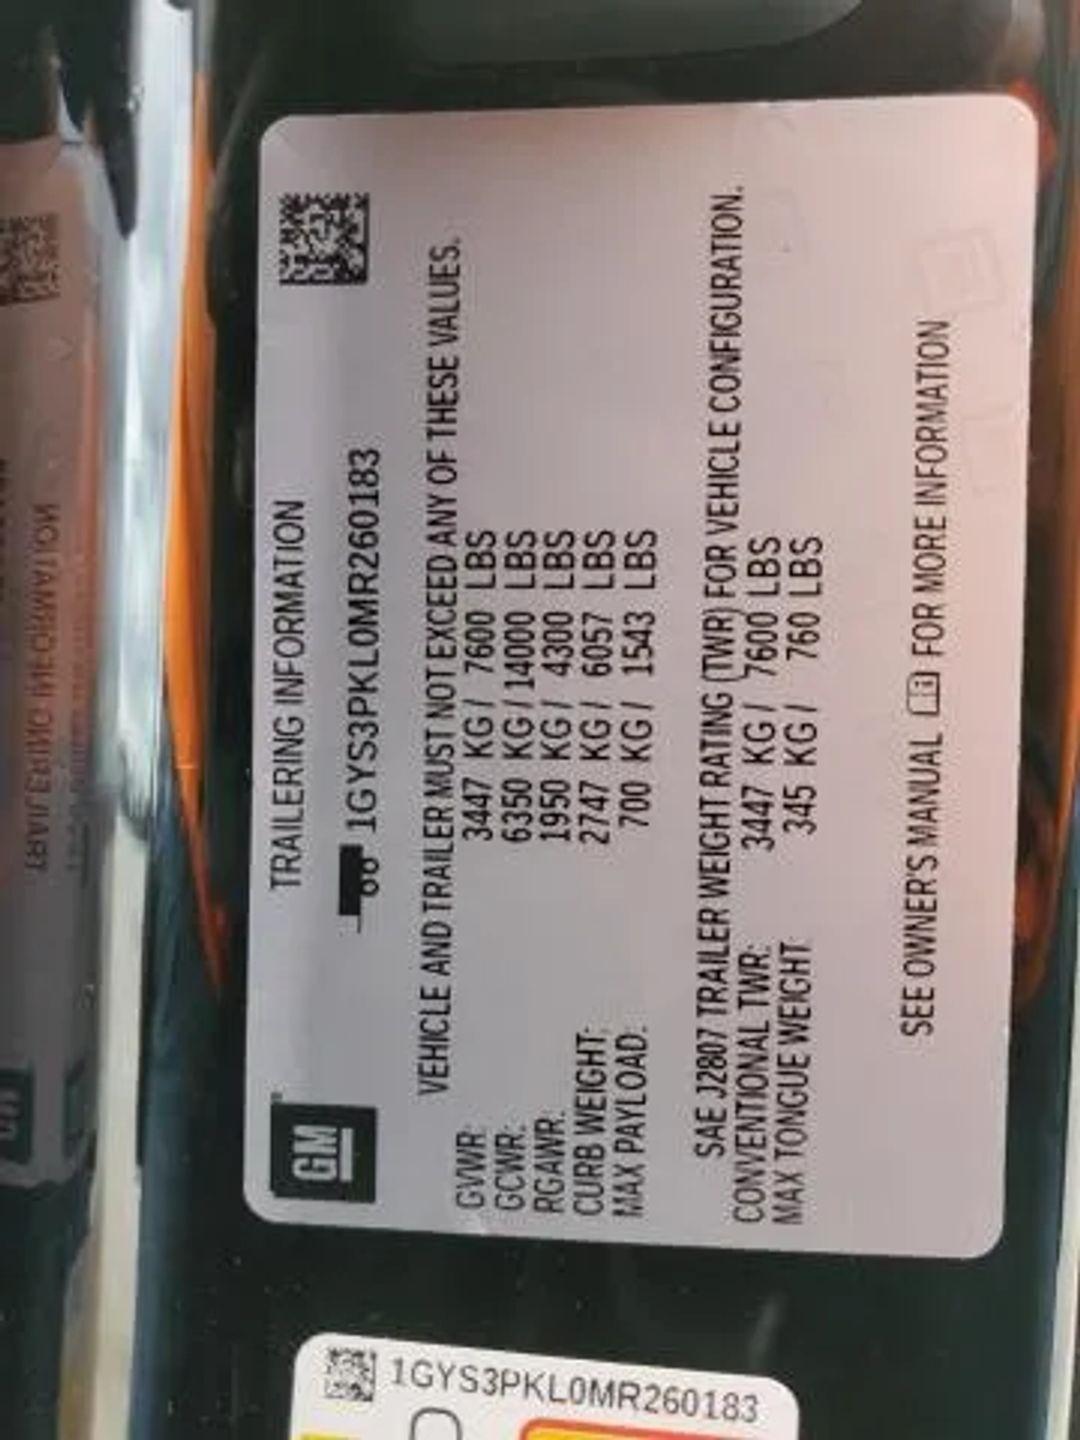 GM
TRAILERING INFORMATION
1GYS3PKL0MR260183
VEHICLE AND TRAILER MUST NOT EXCEED ANY OF THESE VALUES.
GVWR: 3447 KG / 7600 LBS
GCWR: 6350 KG / 14000 LBS
RGAWR: 1950 KG / 4300 LBS
CURB WEIGHT: 2747 KG / 6057 LBS
MAX PAYLOAD: 700 KG / 1543 LBS
SAE J2807 TRAILER WEIGHT RATING (TWR) FOR VEHICLE CONFIGURATION.
CONVENTIONAL TWR: 3447 KG / 7600 LBS
MAX TONGUE WEIGHT 345 KG / 760 LBS
SEE OWNER'S MANUAL FOR MORE INFORMATION
1GYS3PKL0MR260183